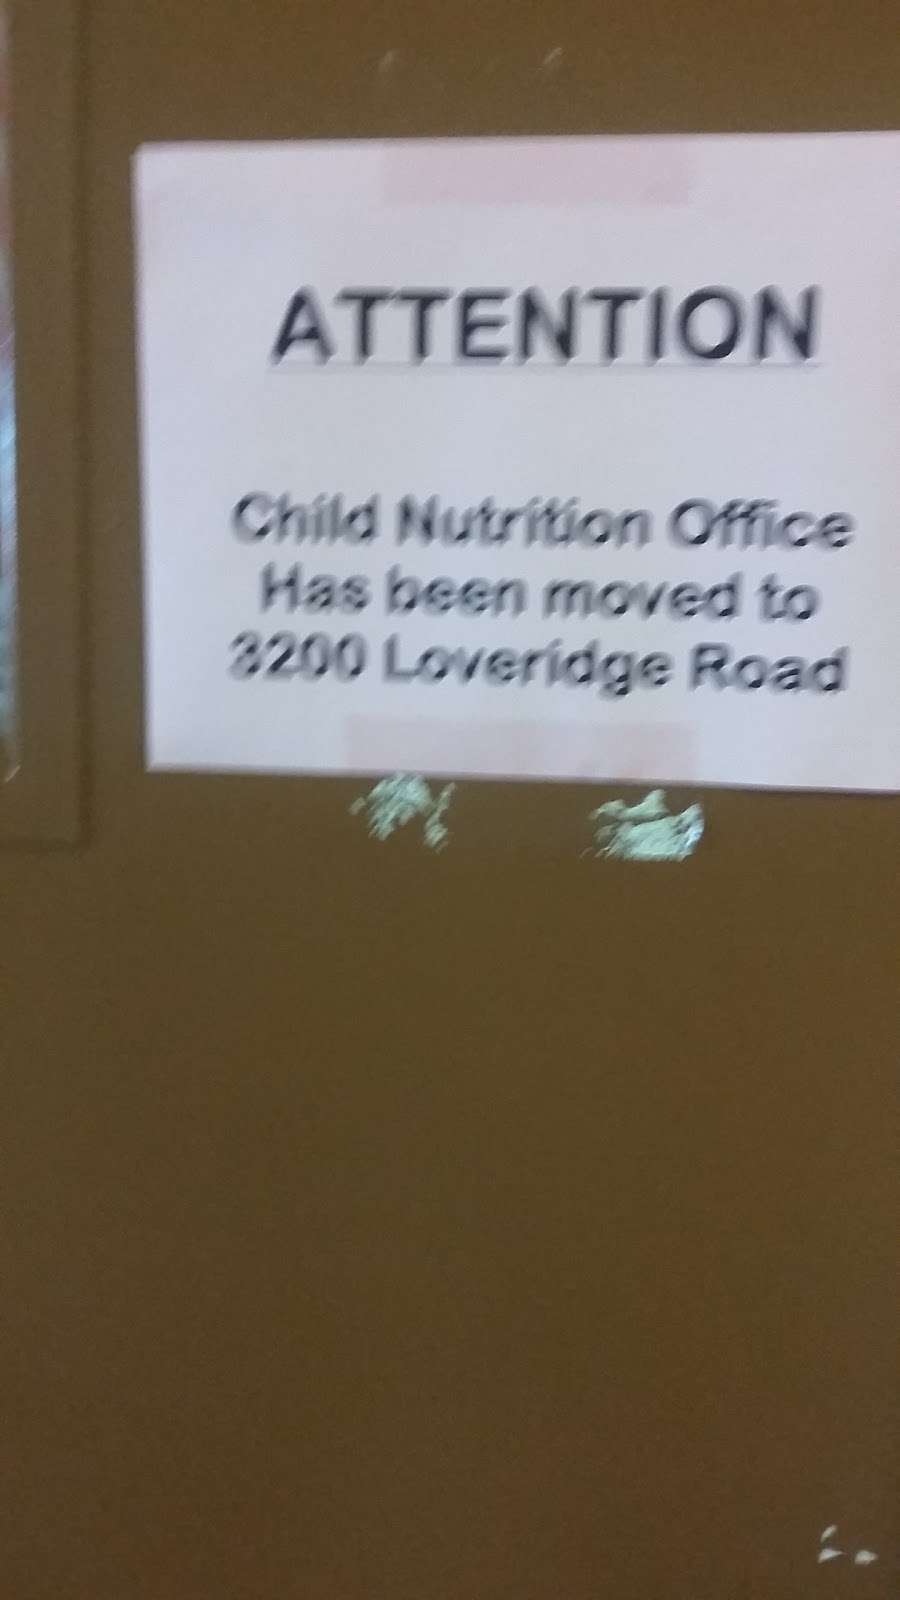 ATTENTION
Child Nutrition Office
Has been moved to
3200 Loveridge Road